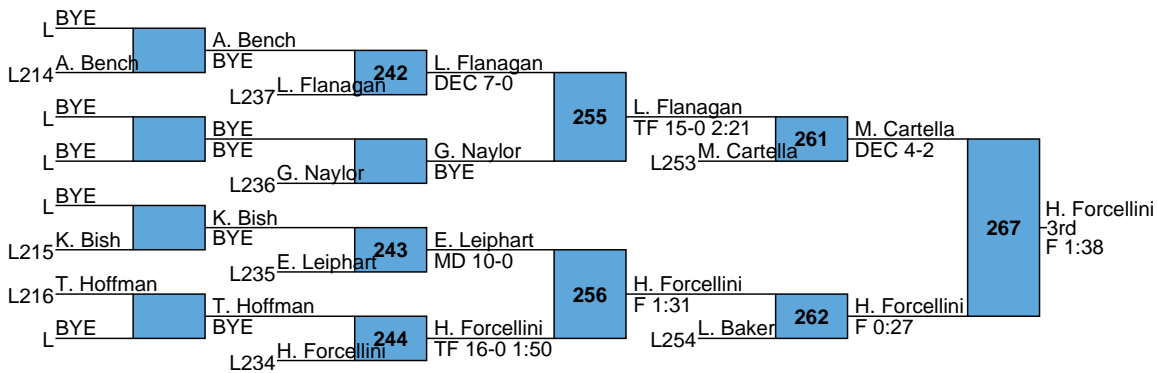 L BYE
L214 A. Bench
A. Bench
BYE
L237 L. Flanagan
242
L. Flanagan
DEC 7-0
L BYE
L BYE
BYE
BYE
L236 G. Naylor
G. Naylor
BYE
255
L. Flanagan
TF 15-0 2:21
L253 M. Cartella
261
M. Cartella
DEC 4-2
L BYE
L215 K. Bish
K. Bish
BYE
L235 E. Leiphart
243
E. Leiphart
MD 10-0
L216 T. Hoffman
L BYE
T. Hoffman
BYE
L234 H. Forcellini
244
H. Forcellini
TF 16-0 1:50
256
H. Forcellini
F 1:31
L254 L. Baker
262
H. Forcellini
F 0:27
267
H. Forcellini
3rd
F 1:38